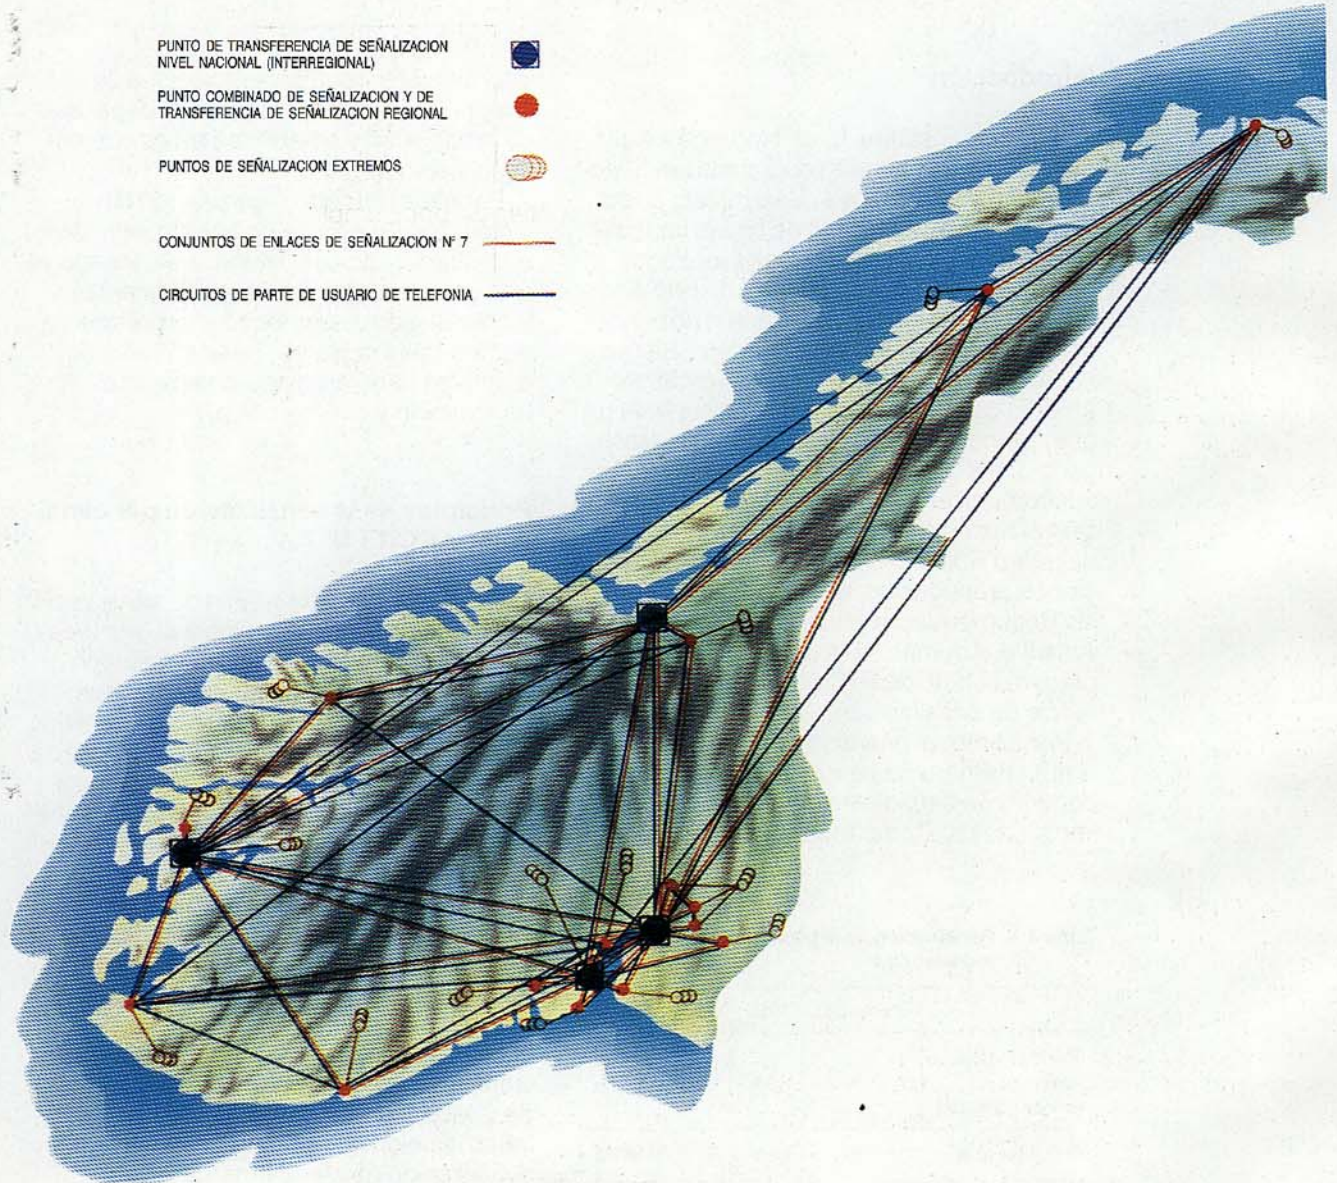 PUNTO DE TRANSFERENCIA DE SEÑALIZACION
NIVEL NACIONAL (INTERREGIONAL)
PUNTO COMBINADO DE SEÑALIZACION Y DE
TRANSFERENCIA DE SEÑALIZACION REGIONAL
PUNTOS DE SEÑALIZACION EXTREMOS
CONJUNTOS DE ENLACES DE SEÑALIZACION Nº 7
CIRCUITOS DE PARTE DE USUARIO DE TELEFONIA